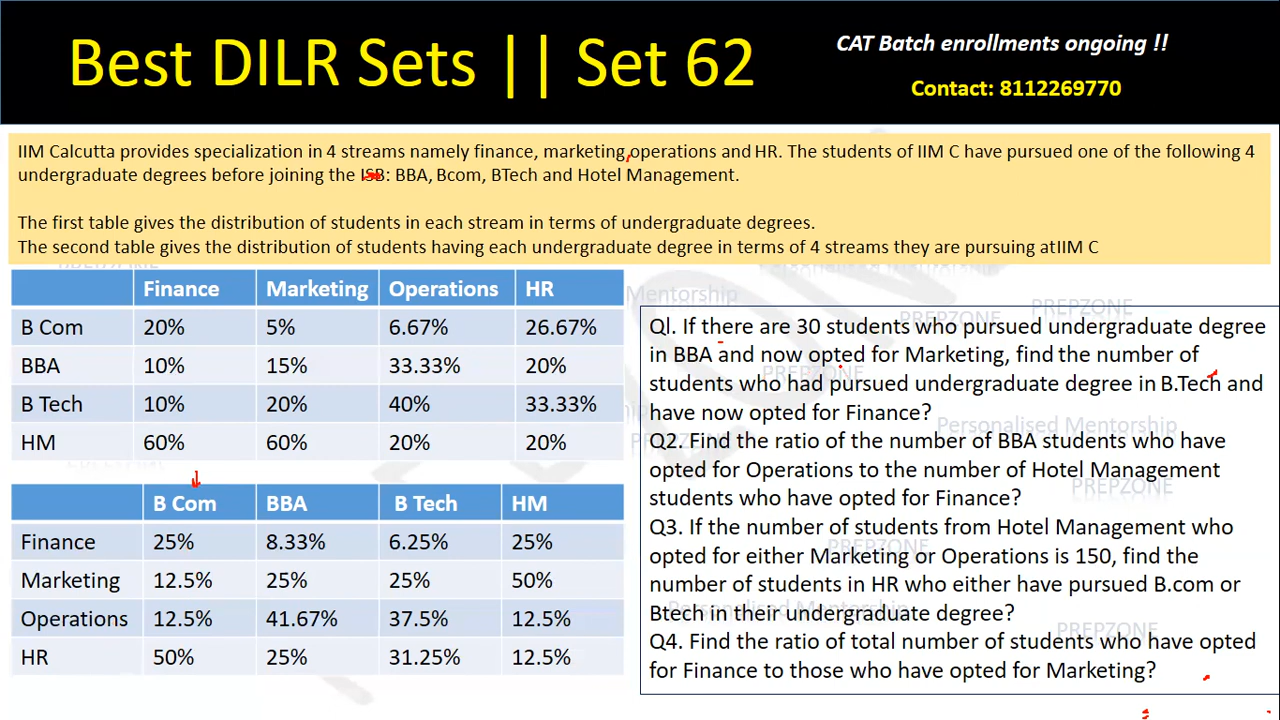 Best DILR Sets || Set 62
CAT Batch enrollments ongoing !!
Contact: 8112269770
IIM Calcutta provides specialization in 4 streams namely finance, marketing,operations and HR. The students of IIM C have pursued one of the following 4
undergraduate degrees before joining the ISB: BBA, Bcom, BTech and Hotel Management.
The first table gives the distribution of students in each stream in terms of undergraduate degrees.
The second table gives the distribution of students having each undergraduate degree in terms of 4 streams they are pursuing atIIM C
Finance Marketing Operations HR
B Com 20% 5% 6.67% 26.67%
BBA 10% 15% 33.33% 20%
B Tech 10% 20% 40% 33.33%
HM 60% 60% 20% 20%
B Com BBA B Tech HM
Finance 25% 8.33% 6.25% 25%
Marketing 12.5% 25% 25% 50%
Operations 12.5% 41.67% 37.5% 12.5%
HR 50% 25% 31.25% 12.5%
Ql. If there are 30 students who pursued undergraduate degree
in BBA and now opted for Marketing, find the number of
students who had pursued undergraduate degree in B.Tech and
have now opted for Finance?
Q2. Find the ratio of the number of BBA students who have
opted for Operations to the number of Hotel Management
students who have opted for Finance?
Q3. If the number of students from Hotel Management who
opted for either Marketing or Operations is 150, find the
number of students in HR who either have pursued B.com or
Btech in their undergraduate degree?
Q4. Find the ratio of total number of students who have opted
for Finance to those who have opted for Marketing?
Mentorship
PREPZONE
PREPZONE
PREPZONE
Personalised Mentorship
PREPZONE
PREPZONE
Personalised Mentorship
PREPZONE